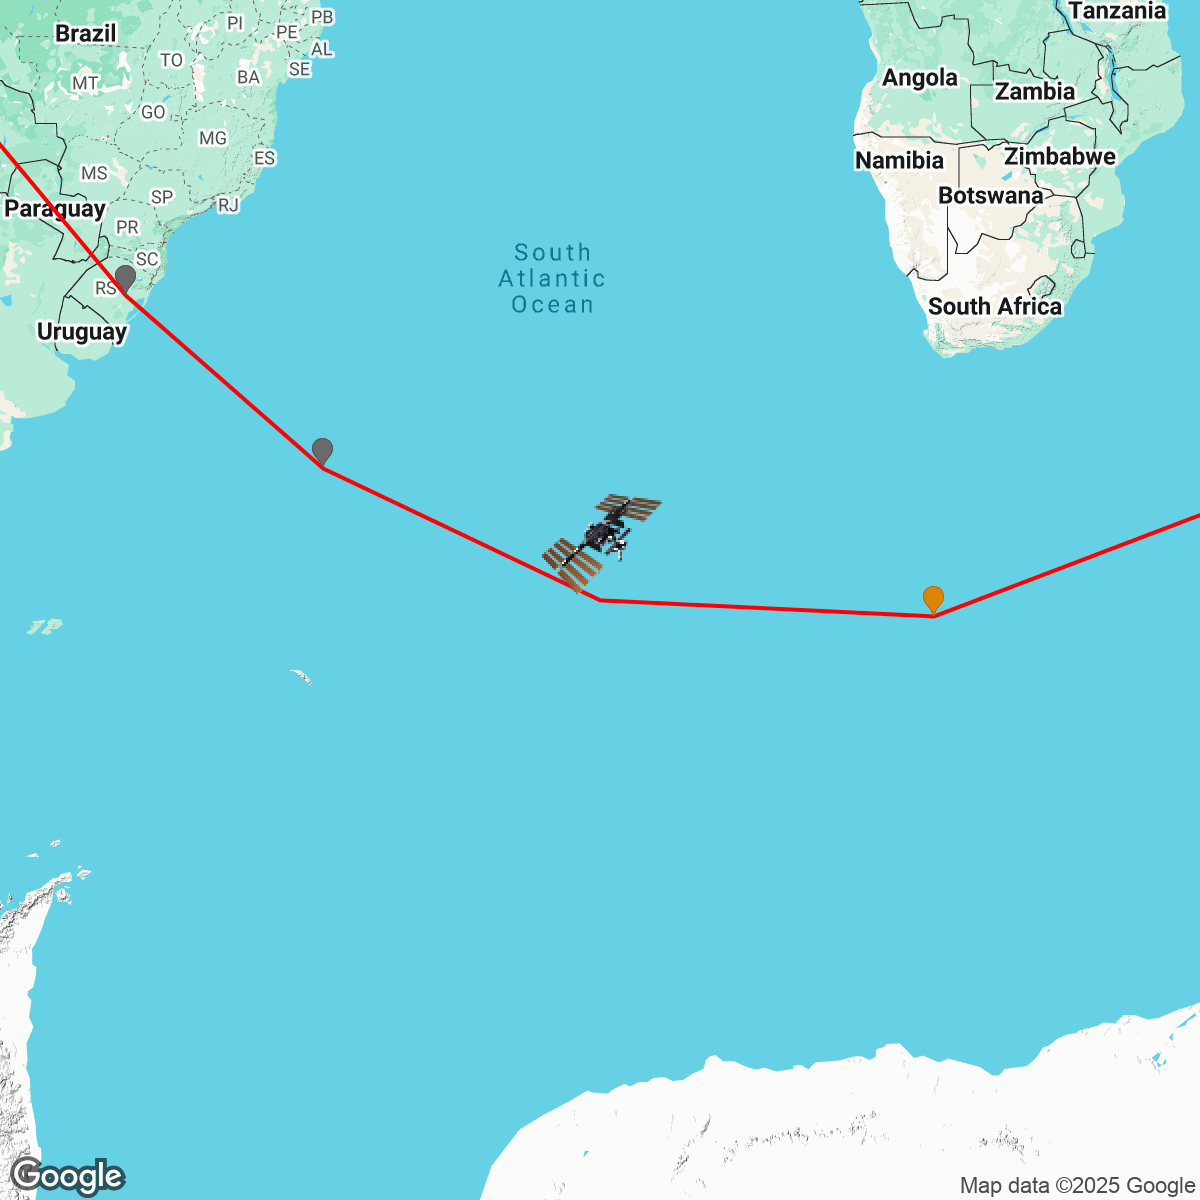 Tanzania
PB
PI
Brazil
PE
AL
TO
SE
BA
MT
Angola
Zambia
GO
MG
ES
Namibia
Zimbabwe
MS
SP
Botswana
RJ
Paraguay
PR
South
Atlantic
Ocean
SC
RS
South Africa
Uruguay
Google
Map data ©2025 Google